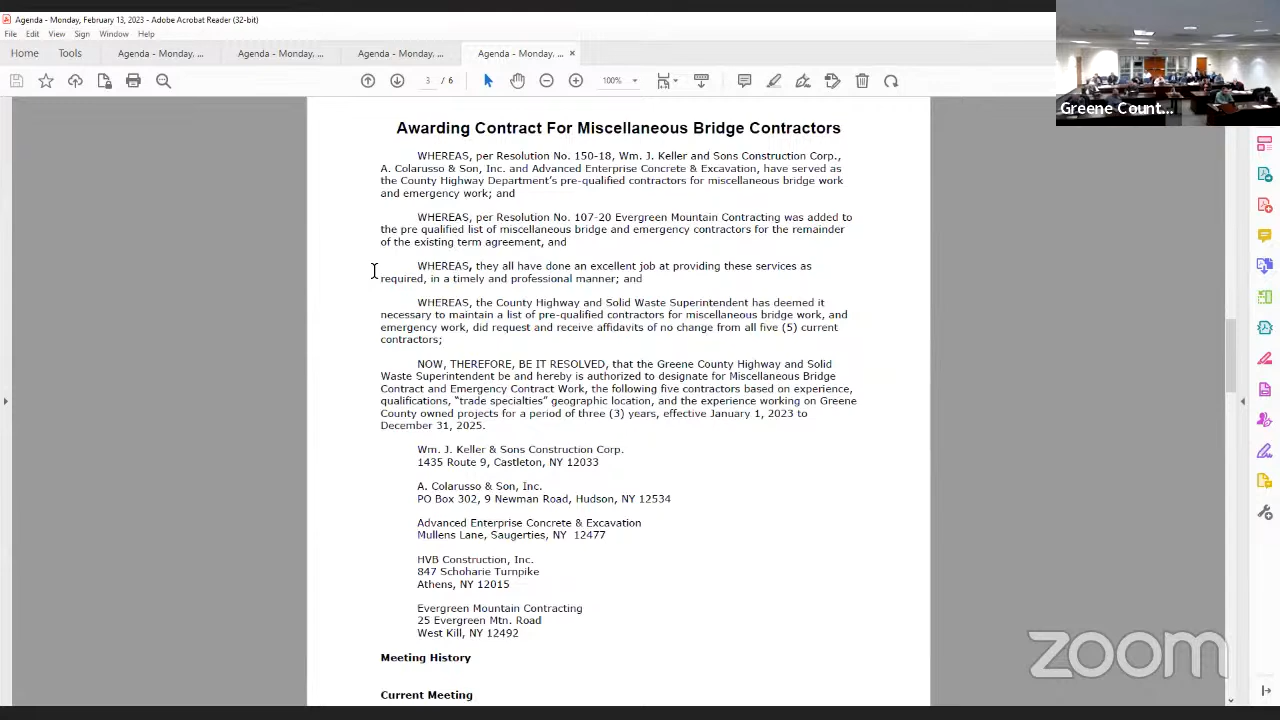 Agenda - Monday, February 13, 2023 - Adobe Acrobat Reader (32-bit)
File Edit View Sign Window Help
Home Tools Agenda - Monday, ... Agenda - Monday, ... Agenda - Monday, ... Agenda - Monday, ... ×
3 / 6 100%
Greene Count...
Awarding Contract For Miscellaneous Bridge Contractors
WHEREAS, per Resolution No. 150-18, Wm. J. Keller and Sons Construction Corp.,
A. Colarusso & Son, Inc. and Advanced Enterprise Concrete & Excavation, have served as
the County Highway Department's pre-qualified contractors for miscellaneous bridge work
and emergency work; and
WHEREAS, per Resolution No. 107-20 Evergreen Mountain Contracting was added to
the pre qualified list of miscellaneous bridge and emergency contractors for the remainder
of the existing term agreement, and
WHEREAS, they all have done an excellent job at providing these services as
required, in a timely and professional manner; and
WHEREAS, the County Highway and Solid Waste Superintendent has deemed it
necessary to maintain a list of pre-qualified contractors for miscellaneous bridge work, and
emergency work, did request and receive affidavits of no change from all five (5) current
contractors;
NOW, THEREFORE, BE IT RESOLVED, that the Greene County Highway and Solid
Waste Superintendent be and hereby is authorized to designate for Miscellaneous Bridge
Contract and Emergency Contract Work, the following five contractors based on experience,
qualifications, “trade specialties” geographic location, and the experience working on Greene
County owned projects for a period of three (3) years, effective January 1, 2023 to
December 31, 2025.
Wm. J. Keller & Sons Construction Corp.
1435 Route 9, Castleton, NY 12033
A. Colarusso & Son, Inc.
PO Box 302, 9 Newman Road, Hudson, NY 12534
Advanced Enterprise Concrete & Excavation
Mullens Lane, Saugerties, NY 12477
HVB Construction, Inc.
847 Schoharie Turnpike
Athens, NY 12015
Evergreen Mountain Contracting
25 Evergreen Mtn. Road
West Kill, NY 12492
Meeting History
Current Meeting
zoom